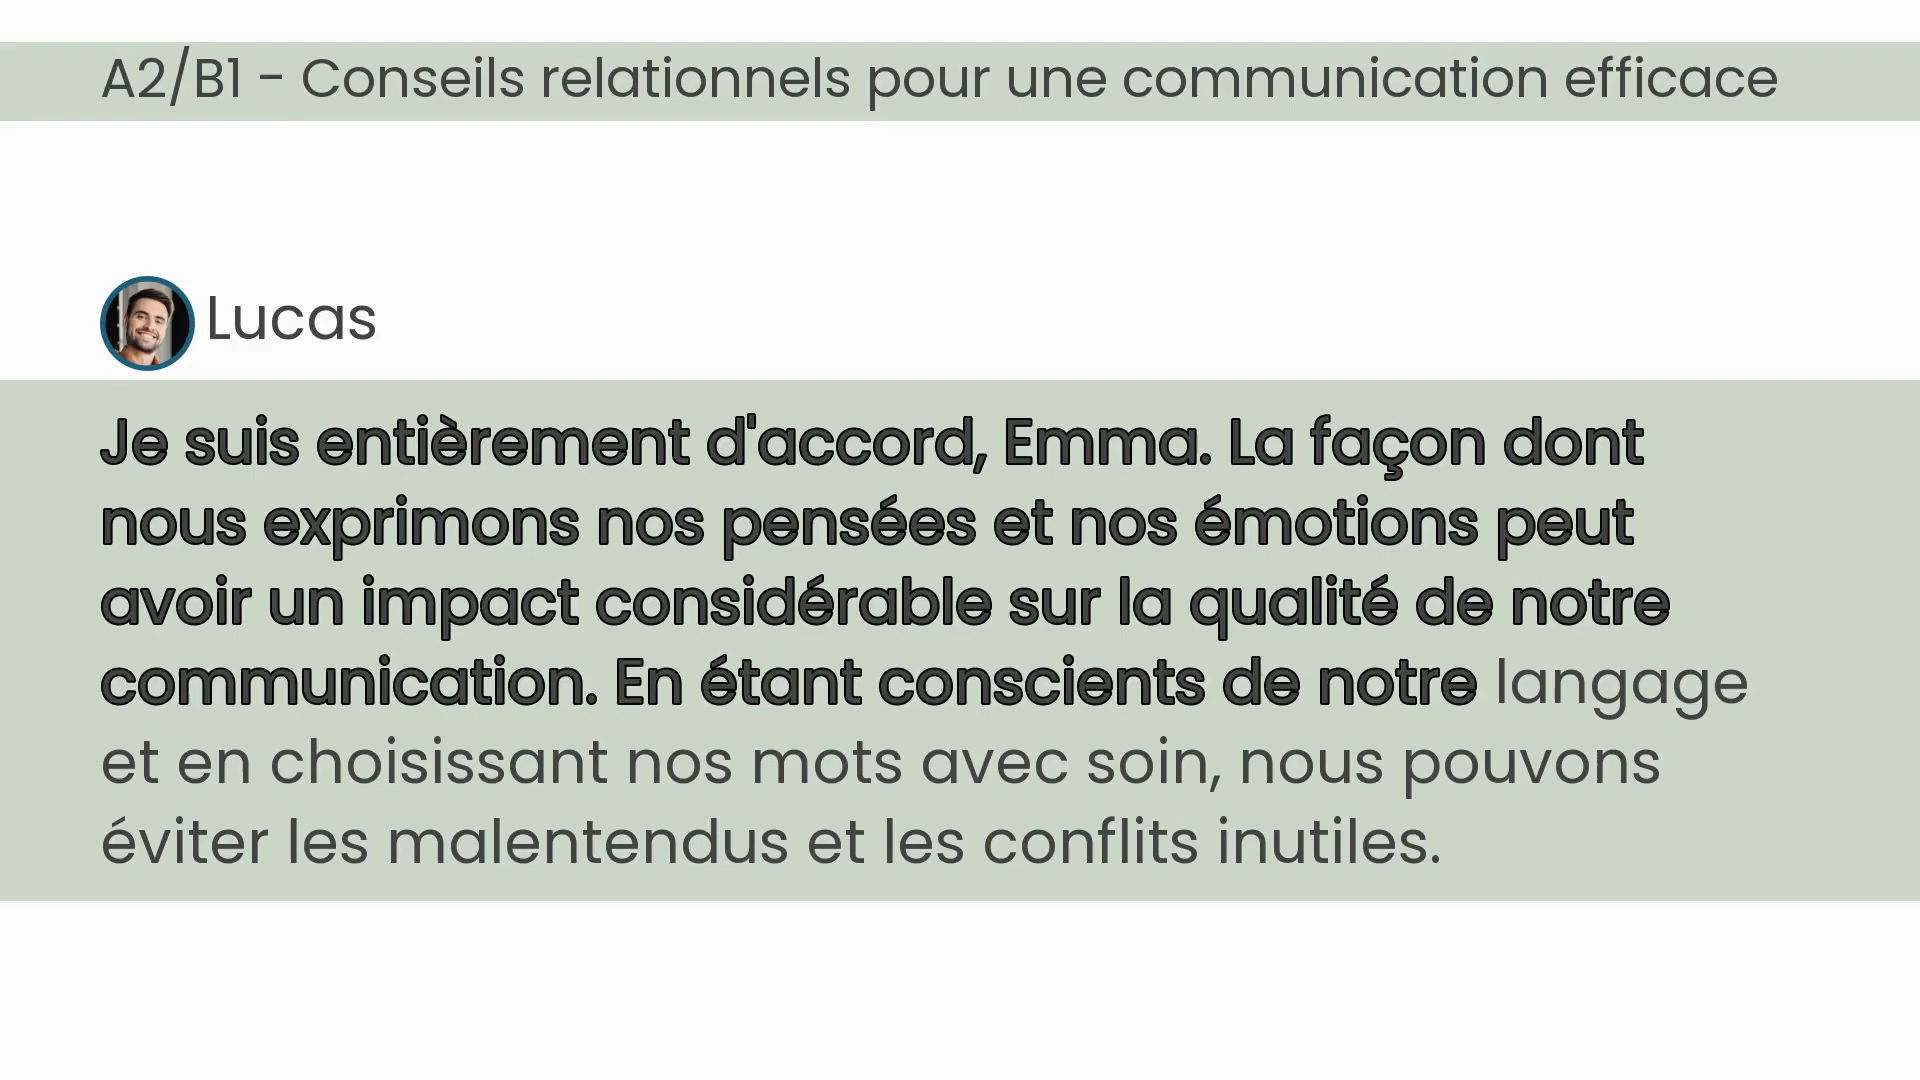 A2/B1 - Conseils relationnels pour une communication efficace
Lucas
Je suis entièrement d'accord, Emma. La façon dont
nous exprimons nos pensées et nos émotions peut
avoir un impact considérable sur la qualité de notre
communication. En étant conscients de notre langage
et en choisissant nos mots avec soin, nous pouvons
éviter les malentendus et les conflits inutiles.